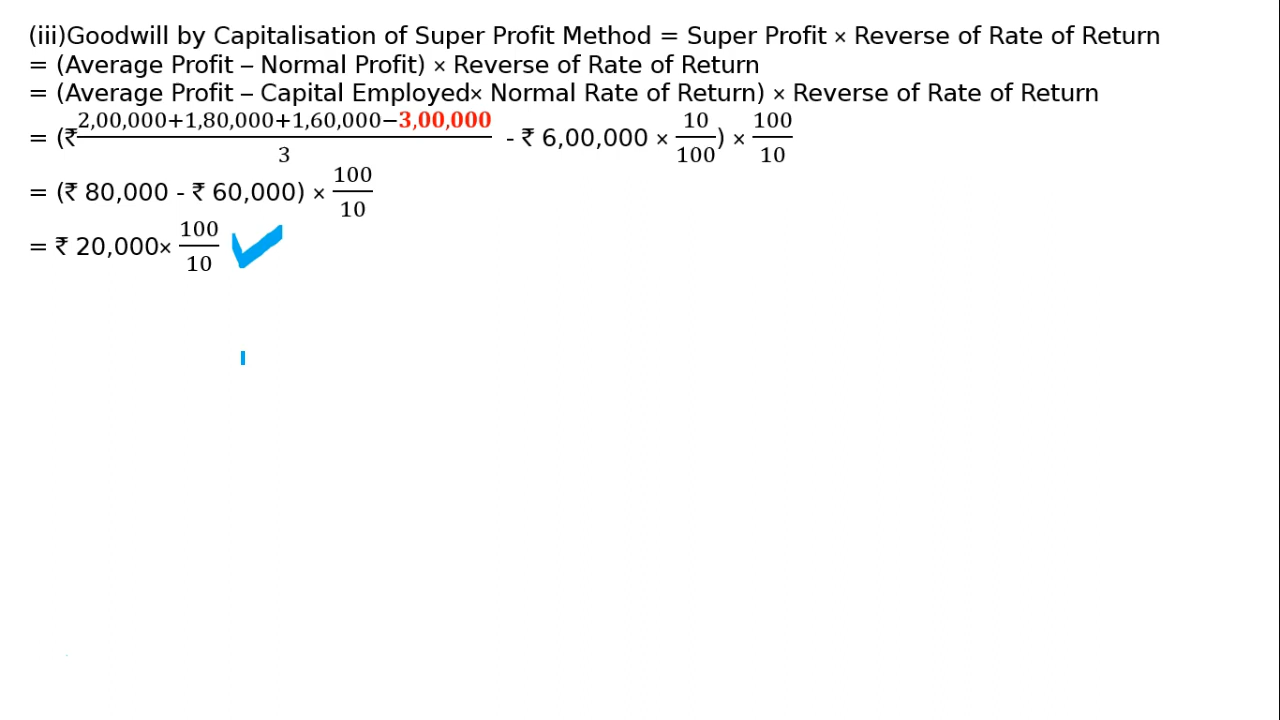 (iii)Goodwill by Capitalisation of Super Profit Method = Super Profit × Reverse of Rate of Return
= (Average Profit – Normal Profit) × Reverse of Rate of Return
= (Average Profit – Capital Employed× Normal Rate of Return) × Reverse of Rate of Return
= (₹ 2,00,000+1,80,000+1,60,000−3,00,000 / 3 - ₹ 6,00,000 × 10/100) × 100/10
= (₹ 80,000 - ₹ 60,000) × 100/10
= ₹ 20,000× 100/10